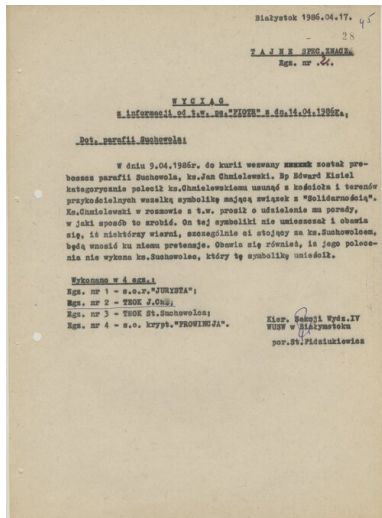 Białystok 1986.04.17.
45
- 28
T A J N E SPEC.ZNACZ.
Egz. nr 2.
W Y C I Ą G
z informacji od t.w. ps."PIOTR" z dn.14.04.1986r.,
Dot. parafii Suchowola:
W dniu 9.04.1986r. do kurii wezwany został pro-
boszcz parafii Suchowola, ks.Jan Chmielewski. Bp Edward Kisiel
kategorycznie polecił ks.Chmielewskiemu usunąć z kościoła i terenów
przykościelnych wszelką symbolikę mającą związek z "Solidarnością".
Ks.Chmielewski w rozmowie z t.w. prosił o udzielenie mu porady,
w jaki sposób to zrobić. On tej symboliki nie umieszczał i obawia
się, iż niektórzy wierni, szczególnie ci stojący za ks.Suchowolcem,
będą wnosić ku niemu pretensje. Obawia się również, iż jego polece-
nia nie wykona ks.Suchowolec, który tę symbolikę umieścił.
Wykonano w 4 egz.:
Egz. nr 1 - s.o.r."JURYSTA";
Egz. nr 2 - TEOK J.Ch.;
Egz. nr 3 - TEOK St.Suchowolca;
Egz. nr 4 - s.o. krypt."PROWINCJA".
Kier. Sekcji Wydz.IV
WUSW w Białymstoku
por.St.Fidziukiewicz